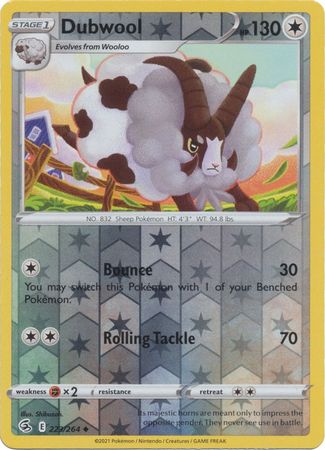 STAGE 1
Dubwool
HP 130
Evolves from Wooloo
NO. 832 Sheep Pokémon HT: 4'3" WT: 94.8 lbs.
Bounce 30
You may switch this Pokémon with 1 of your Benched
Pokémon.
Rolling Tackle 70
weakness ×2 resistance retreat
Illus. Shibuzoh.
E 223/264
Its majestic horns are meant only to impress the
opposite gender. They never see use in battle.
©2021 Pokémon / Nintendo / Creatures / GAME FREAK